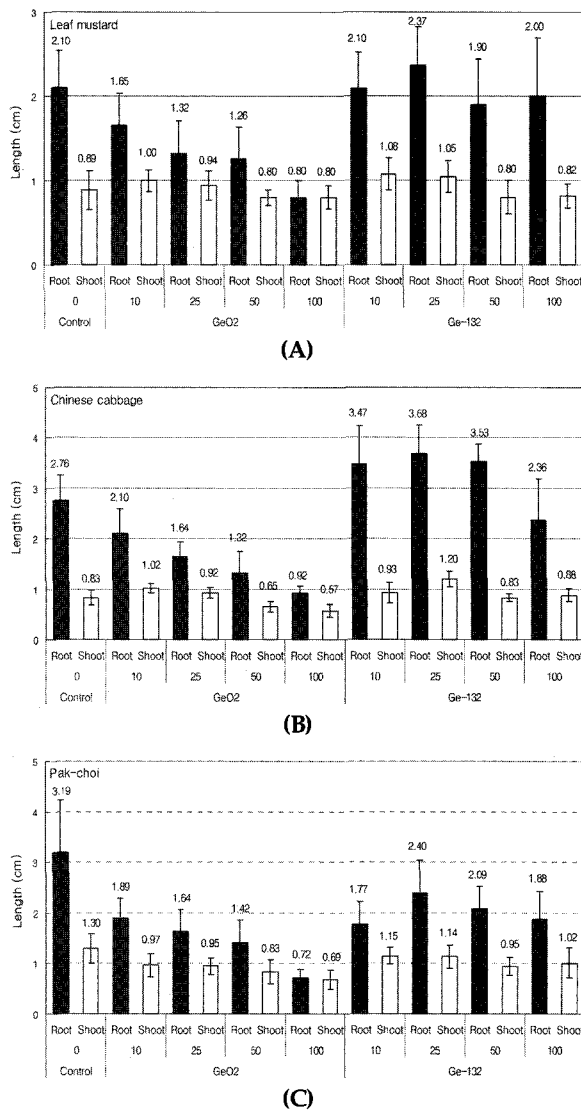 Leaf mustard
3
2
1
0
Length (cm)
2.10 0.89 1.65 1.00 1.32 0.94 1.26 0.80 0.80 0.80 2.10 1.08 2.37 1.05 1.90 0.80 2.00 0.82
Root Shoot Root Shoot Root Shoot Root Shoot Root Shoot Root Shoot Root Shoot Root Shoot Root Shoot
0 10 25 50 100 10 25 50 100
Control GeO2 Ge-132
(A)
Chinese cabbage
5
4
3
2
1
0
Length (cm)
2.76 0.83 2.10 1.02 1.64 0.92 1.32 0.65 0.92 0.57 3.47 0.93 3.68 1.20 3.53 0.83 2.36 0.88
Root Shoot Root Shoot Root Shoot Root Shoot Root Shoot Root Shoot Root Shoot Root Shoot Root Shoot
0 10 25 50 100 10 25 50 100
Control GeO2 Ge-132
(B)
Pak-choi
5
4
3
2
1
0
Length (cm)
3.19 1.30 1.89 0.97 1.64 0.95 1.42 0.83 0.72 0.69 1.77 1.15 2.40 1.14 2.09 0.95 1.88 1.02
Root Shoot Root Shoot Root Shoot Root Shoot Root Shoot Root Shoot Root Shoot Root Shoot Root Shoot
0 10 25 50 100 10 25 50 100
Control GeO2 Ge-132
(C)